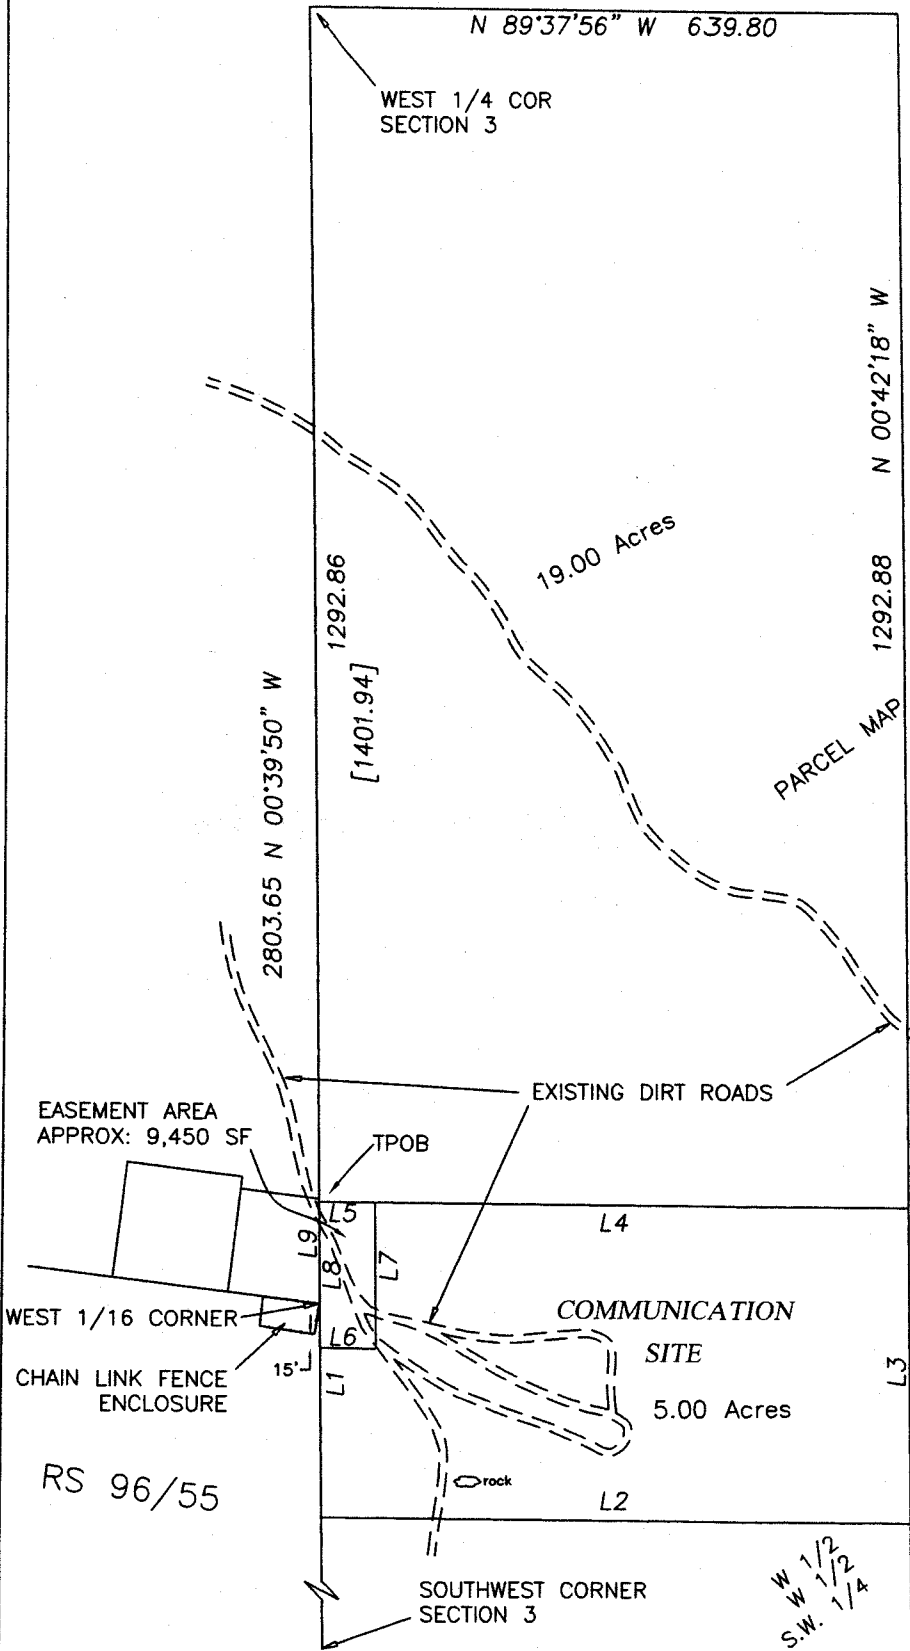 N 89°37'56" W 639.80
WEST 1/4 COR
SECTION 3
N 00°42'18" W
1292.88
19.00 Acres
1292.86
[1401.94]
2803.65 N 00°39'50" W
PARCEL MAP
EXISTING DIRT ROADS
EASEMENT AREA
APPROX: 9,450 SF
TPOB
L5
L4
L9
L8
L7
WEST 1/16 CORNER
COMMUNICATION
SITE
L6
15'
L1
L3
CHAIN LINK FENCE
ENCLOSURE
5.00 Acres
RS 96/55
rock
L2
W 1/2
W 1/2
S.W. 1/4
SOUTHWEST CORNER
SECTION 3